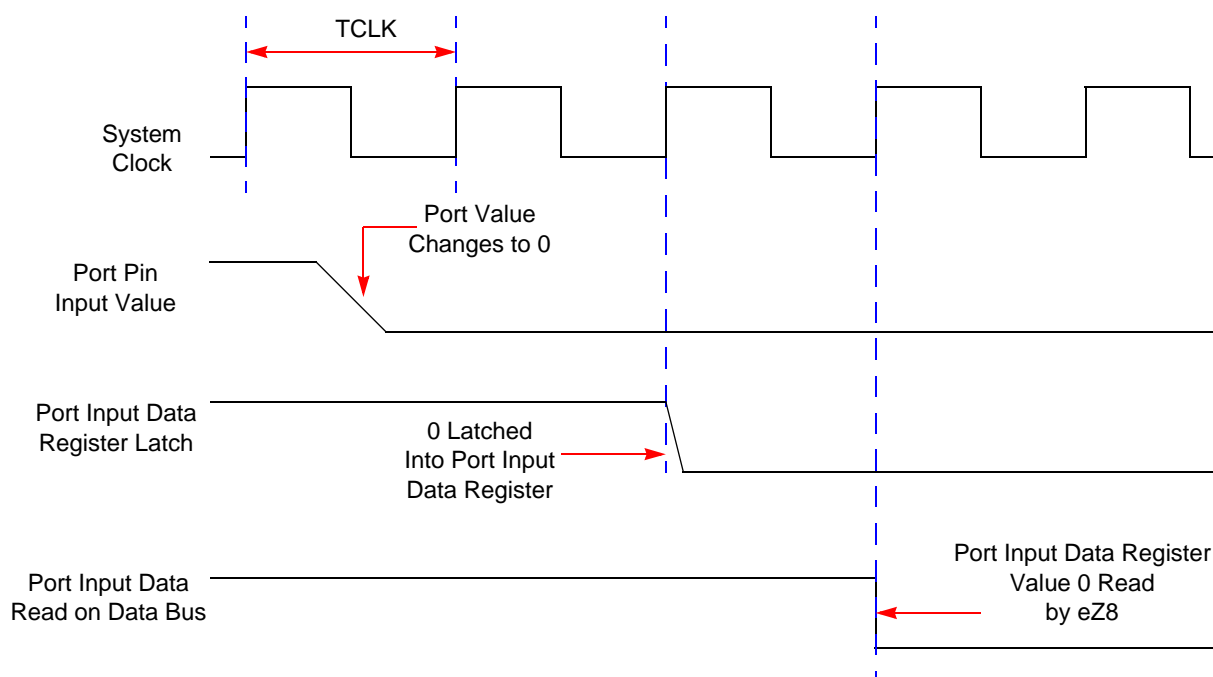 TCLK
System
Clock
Port Value
Changes to 0
Port Pin
Input Value
Port Input Data
Register Latch
0 Latched
Into Port Input
Data Register
Port Input Data
Read on Data Bus
Port Input Data Register
Value 0 Read
by eZ8